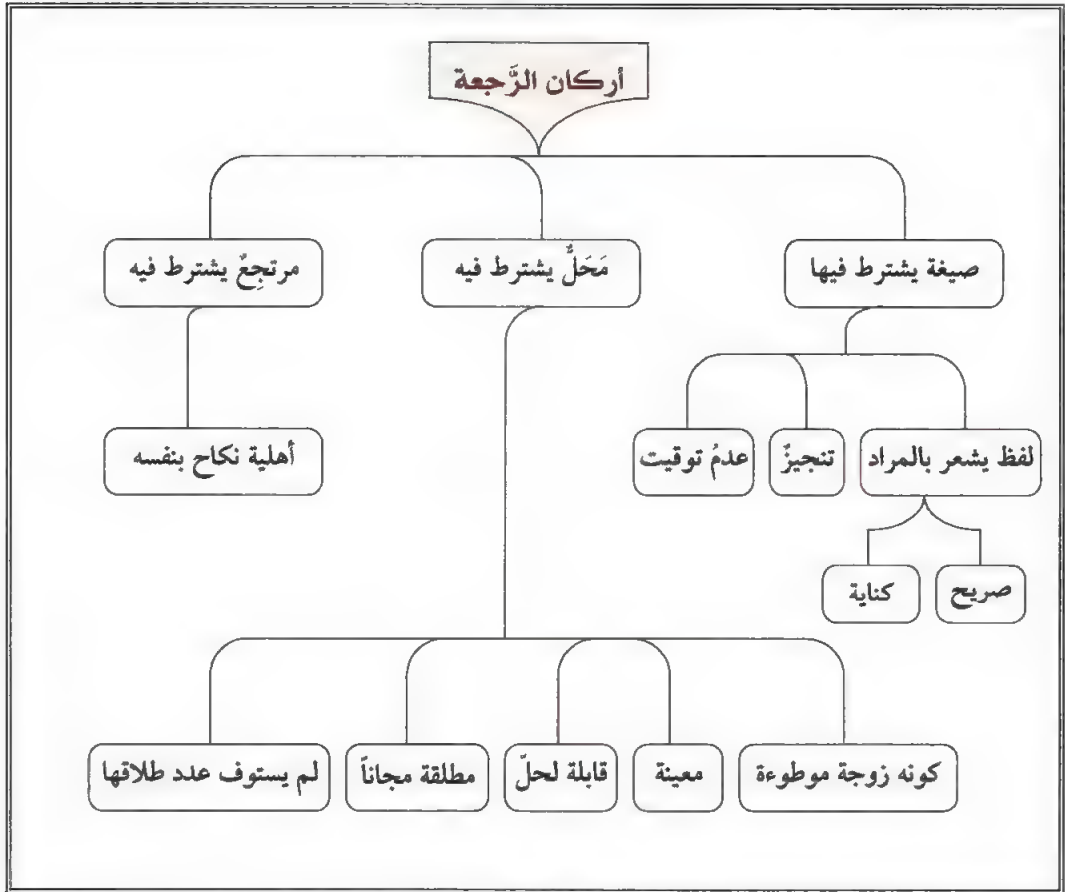 أركان الرَّجعة
صيغة يشترط فيها
مَحَلٌّ يشترط فيه
مرتجِعٌ يشترط فيه
لفظ يشعر بالمراد
تنجيزٌ
عدمُ توقيت
أهلية نكاح بنفسه
صريح
كناية
كونه زوجة موطوءة
معينة
قابلة لحلّ
مطلقة مجاناً
لم يستوف عدد طلاقها